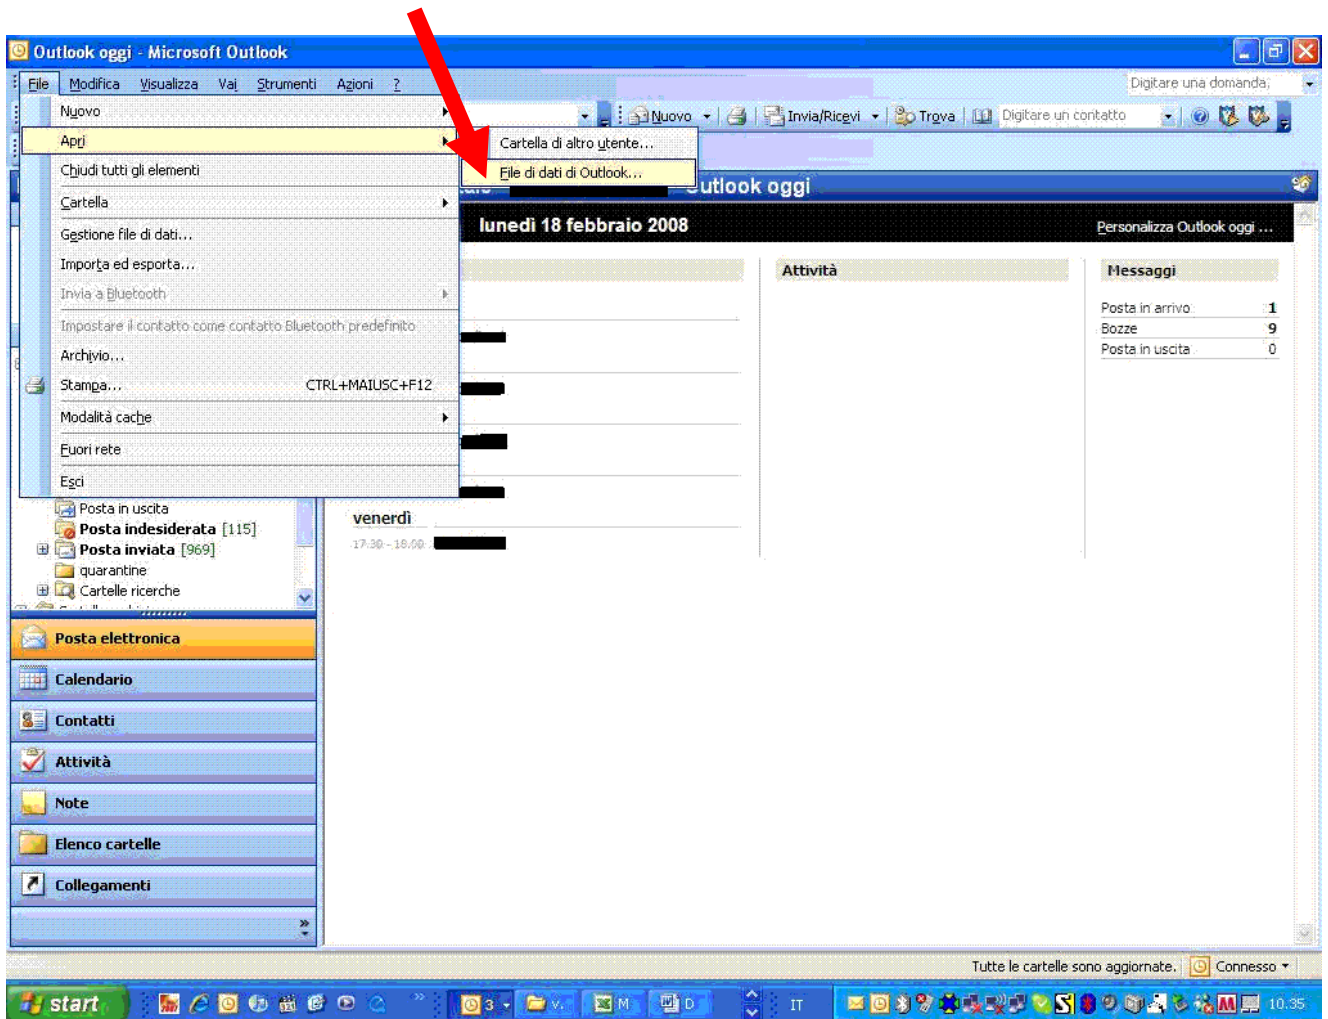 Outlook oggi - Microsoft Outlook
File Modifica Visualizza Vai Strumenti Azioni ?
Digitare una domanda.
Nuovo Invia/Ricevi Trova Digitare un contatto
Nuovo
Apri
Chiudi tutti gli elementi
Cartella
Gestione file di dati...
Importa ed esporta...
Invia a Bluetooth
Impostare il contatto come contatto Bluetooth predefinito
Archivio...
Stampa... CTRL+MAIUSC+F12
Modalità cache
Fuori rete
Esci
Cartella di altro utente...
File di dati di Outlook...
Outlook oggi
lunedì 18 febbraio 2008
Personalizza Outlook oggi ...
Attività
Messaggi
Posta in arrivo 1
Bozze 9
Posta in uscita 0
venerdì
17:30 - 18:00
Posta in uscita
Posta indesiderata [115]
Posta inviata [969]
quarantine
Cartelle ricerche
Posta elettronica
Calendario
Contatti
Attività
Note
Elenco cartelle
Collegamenti
Tutte le cartelle sono aggiornate. Connesso
start 3 v. M D IT 10.35